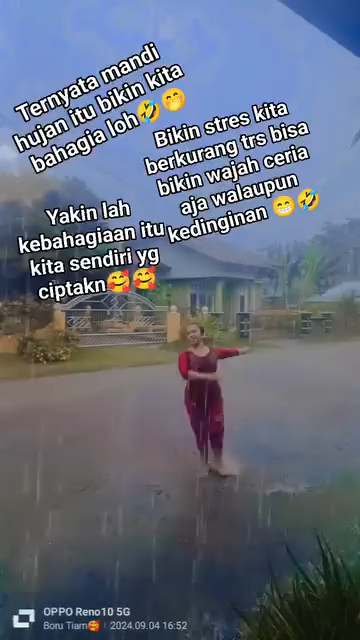 Ternyata mandi
hujan itu bikin kita
bahagia loh🤣🤭
Bikin stres kita
berkurang trs bisa
bikin wajah ceria
aja walaupun
kedinginan 😁🤣
Yakin lah
kebahagiaan itu
kita sendiri yg
ciptakn🥰🥰
OPPO Reno10 5G
Boru Tiam🥰 | 2024.09.04 16:52